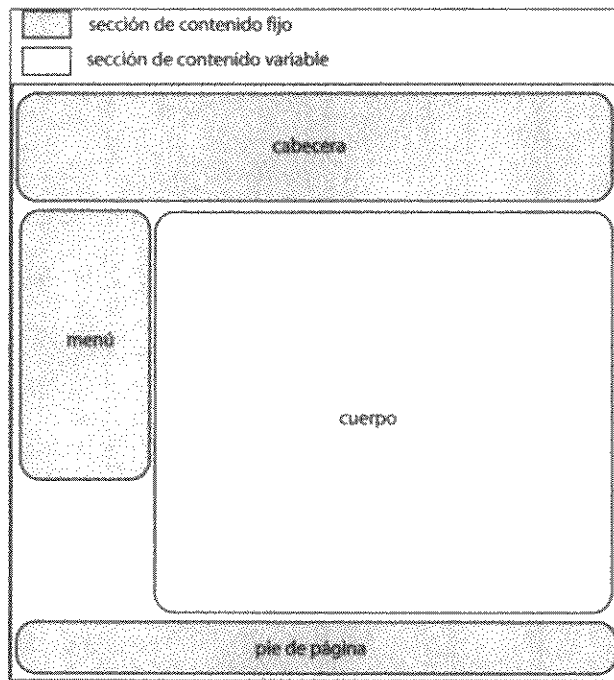 sección de contenido fijo
sección de contenido variable
cabecera
menú
cuerpo
pie de página